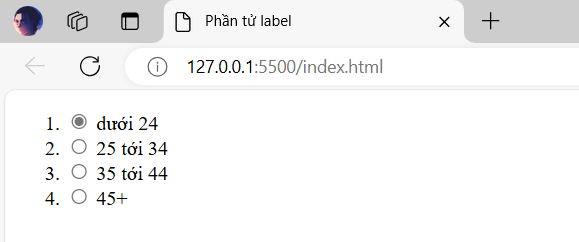 Phần tử label
127.0.0.1:5500/index.html
1. dưới 24
2. 25 tới 34
3. 35 tới 44
4. 45+